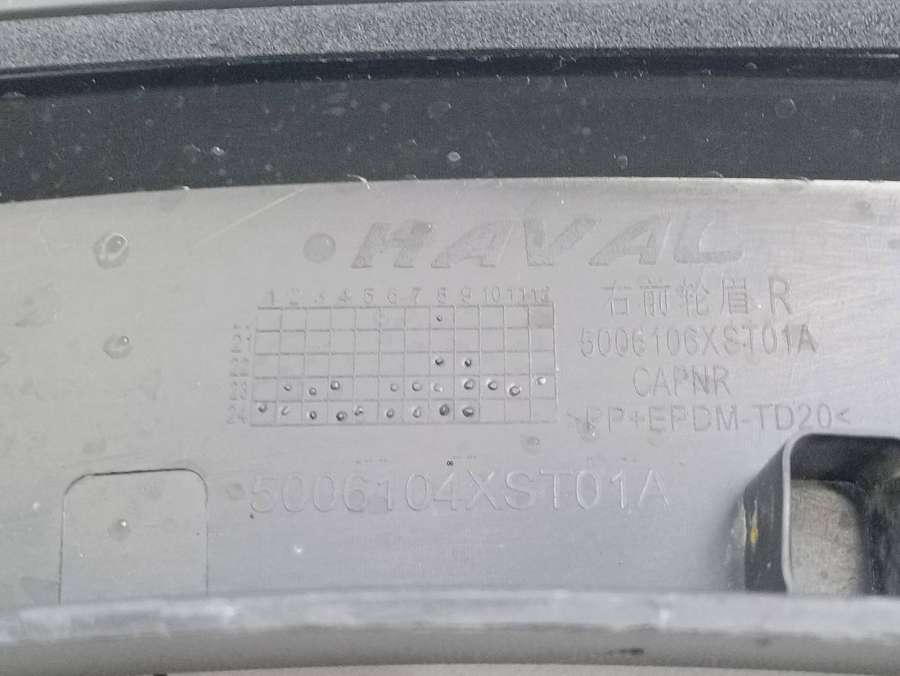 HAVAL
1 2 3 4 5 6 7 8 9 10 11 12
右前轮眉 R
5006106XST01A
CAPNR
>PP+EPDM-TD20<
5006104XST01A